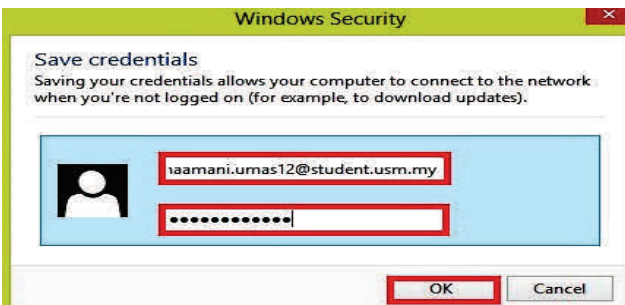 Windows Security
Save credentials
Saving your credentials allows your computer to connect to the network
when you're not logged on (for example, to download updates).
naamani.umas12@student.usm.my
••••••••••••
OK
Cancel